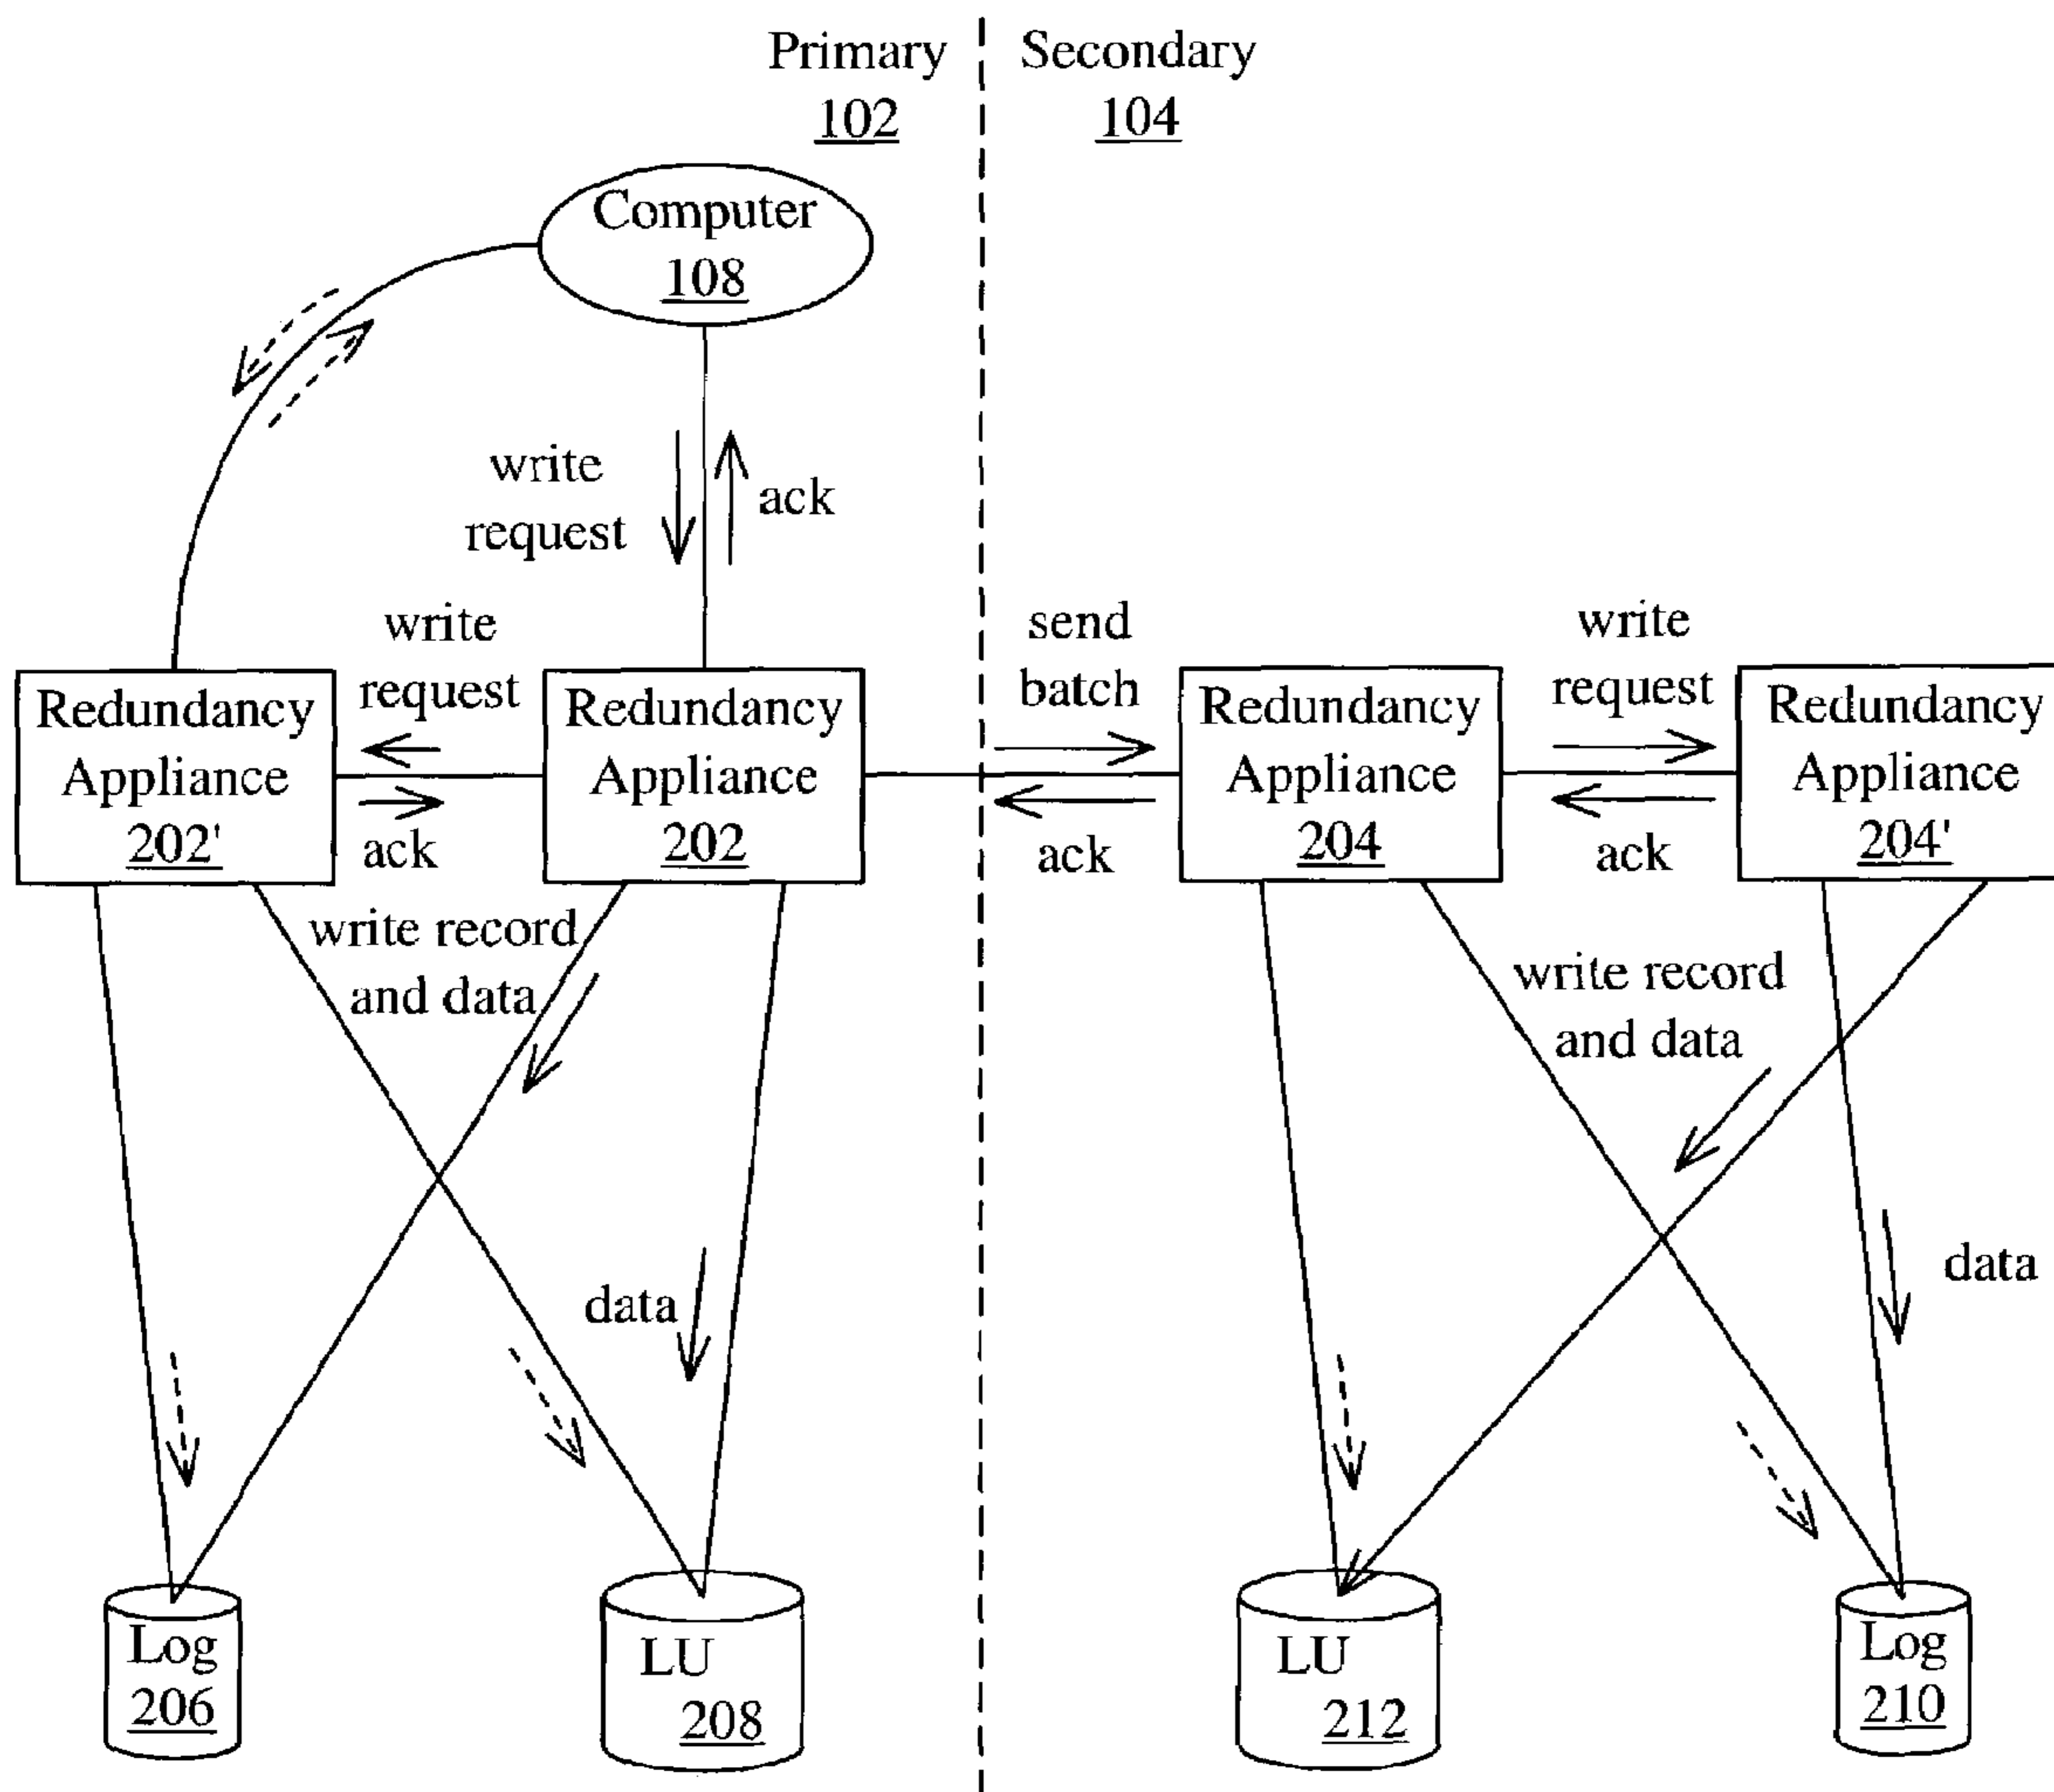 Primary
102
Secondary
104
Computer
108
write
request
ack
write
request
ack
send
batch
ack
write
request
ack
Redundancy
Appliance
202'
Redundancy
Appliance
202
Redundancy
Appliance
204
Redundancy
Appliance
204'
write record
and data
write record
and data
data
data
Log
206
LU
208
LU
212
Log
210